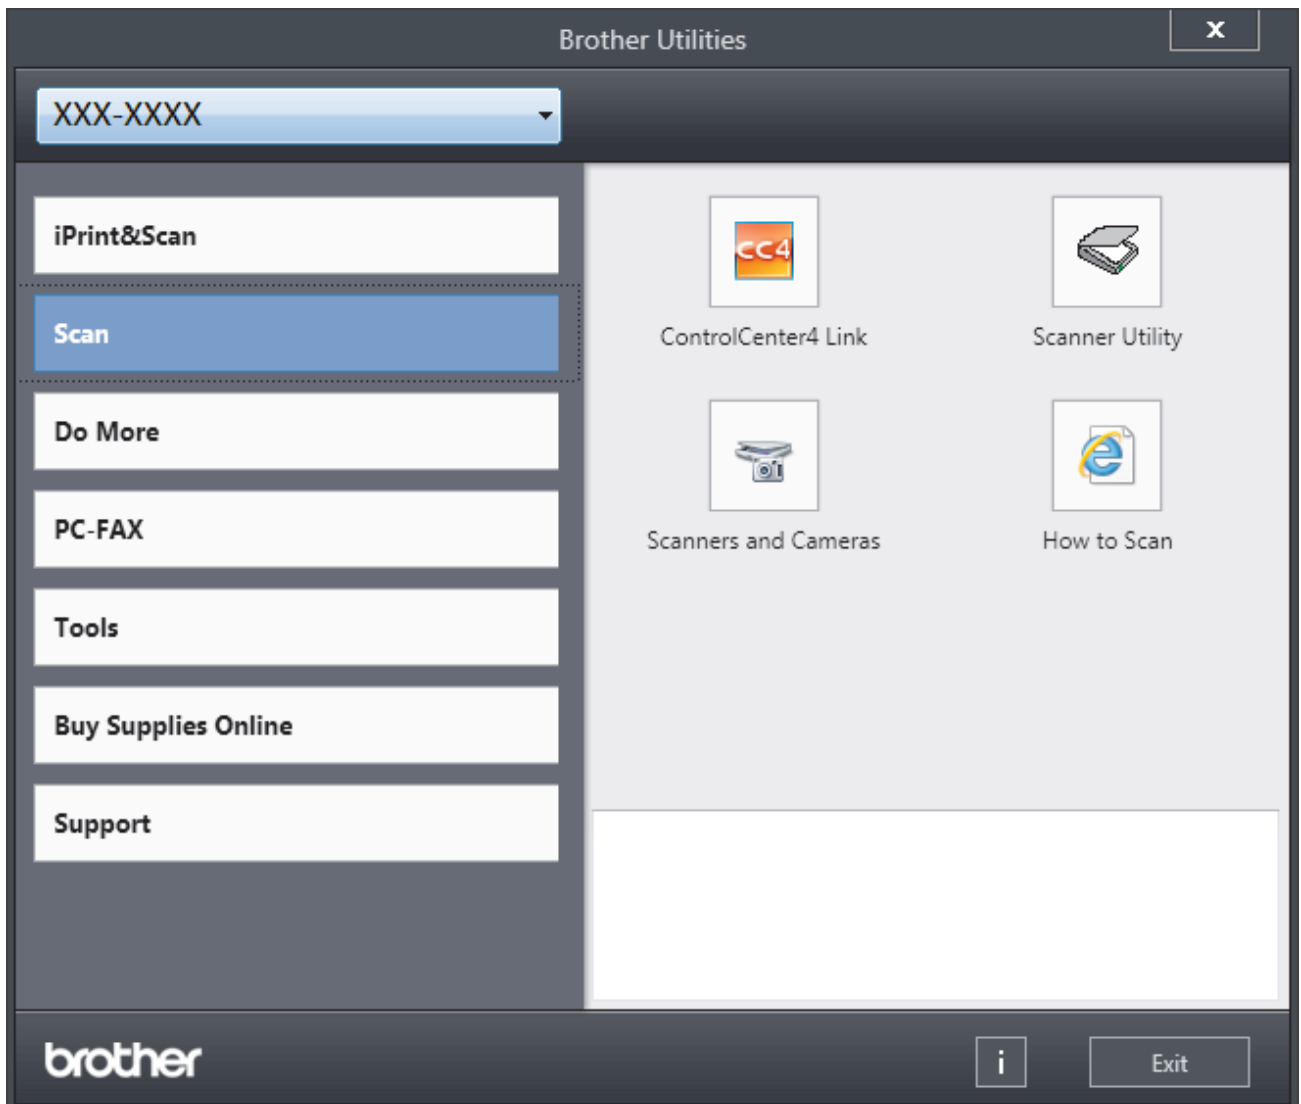 Brother Utilities
x
XXX-XXXX
iPrint&Scan
Scan
Do More
PC-FAX
Tools
Buy Supplies Online
Support
CC4
ControlCenter4 Link
Scanner Utility
Scanners and Cameras
How to Scan
brother
i
Exit